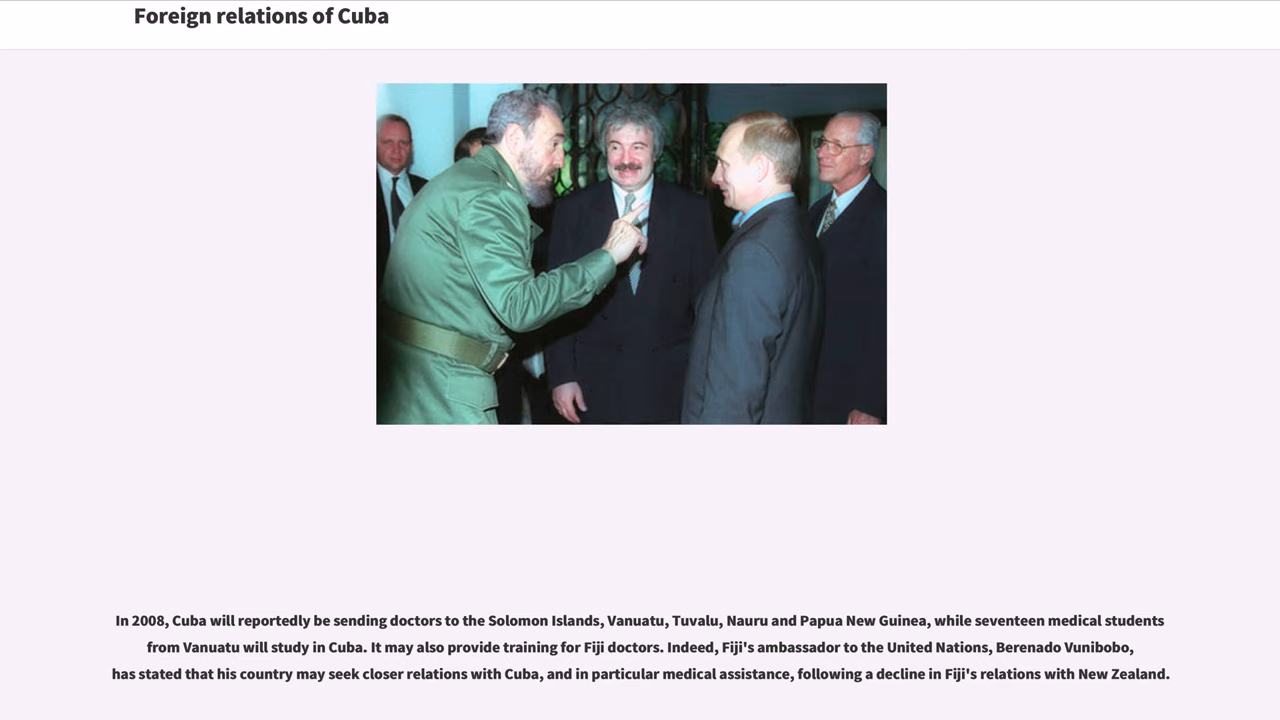 Foreign relations of Cuba
In 2008, Cuba will reportedly be sending doctors to the Solomon Islands, Vanuatu, Tuvalu, Nauru and Papua New Guinea, while seventeen medical students
from Vanuatu will study in Cuba. It may also provide training for Fiji doctors. Indeed, Fiji's ambassador to the United Nations, Berenado Vunibobo,
has stated that his country may seek closer relations with Cuba, and in particular medical assistance, following a decline in Fiji's relations with New Zealand.